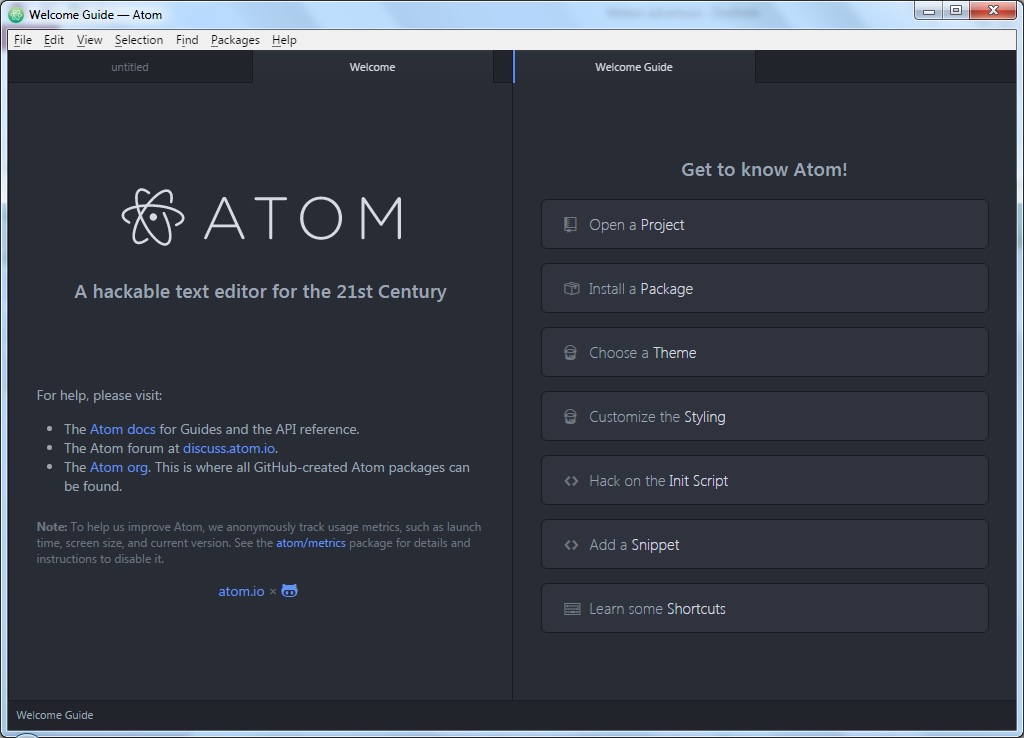 Welcome Guide — Atom
File Edit View Selection Find Packages Help
untitled Welcome Welcome Guide
ATOM
A hackable text editor for the 21st Century
For help, please visit:
• The Atom docs for Guides and the API reference.
• The Atom forum at discuss.atom.io.
• The Atom org. This is where all GitHub-created Atom packages can
be found.
Note: To help us improve Atom, we anonymously track usage metrics, such as launch
time, screen size, and current version. See the atom/metrics package for details and
instructions to disable it.
atom.io ×
Get to know Atom!
Open a Project
Install a Package
Choose a Theme
Customize the Styling
Hack on the Init Script
Add a Snippet
Learn some Shortcuts
Welcome Guide